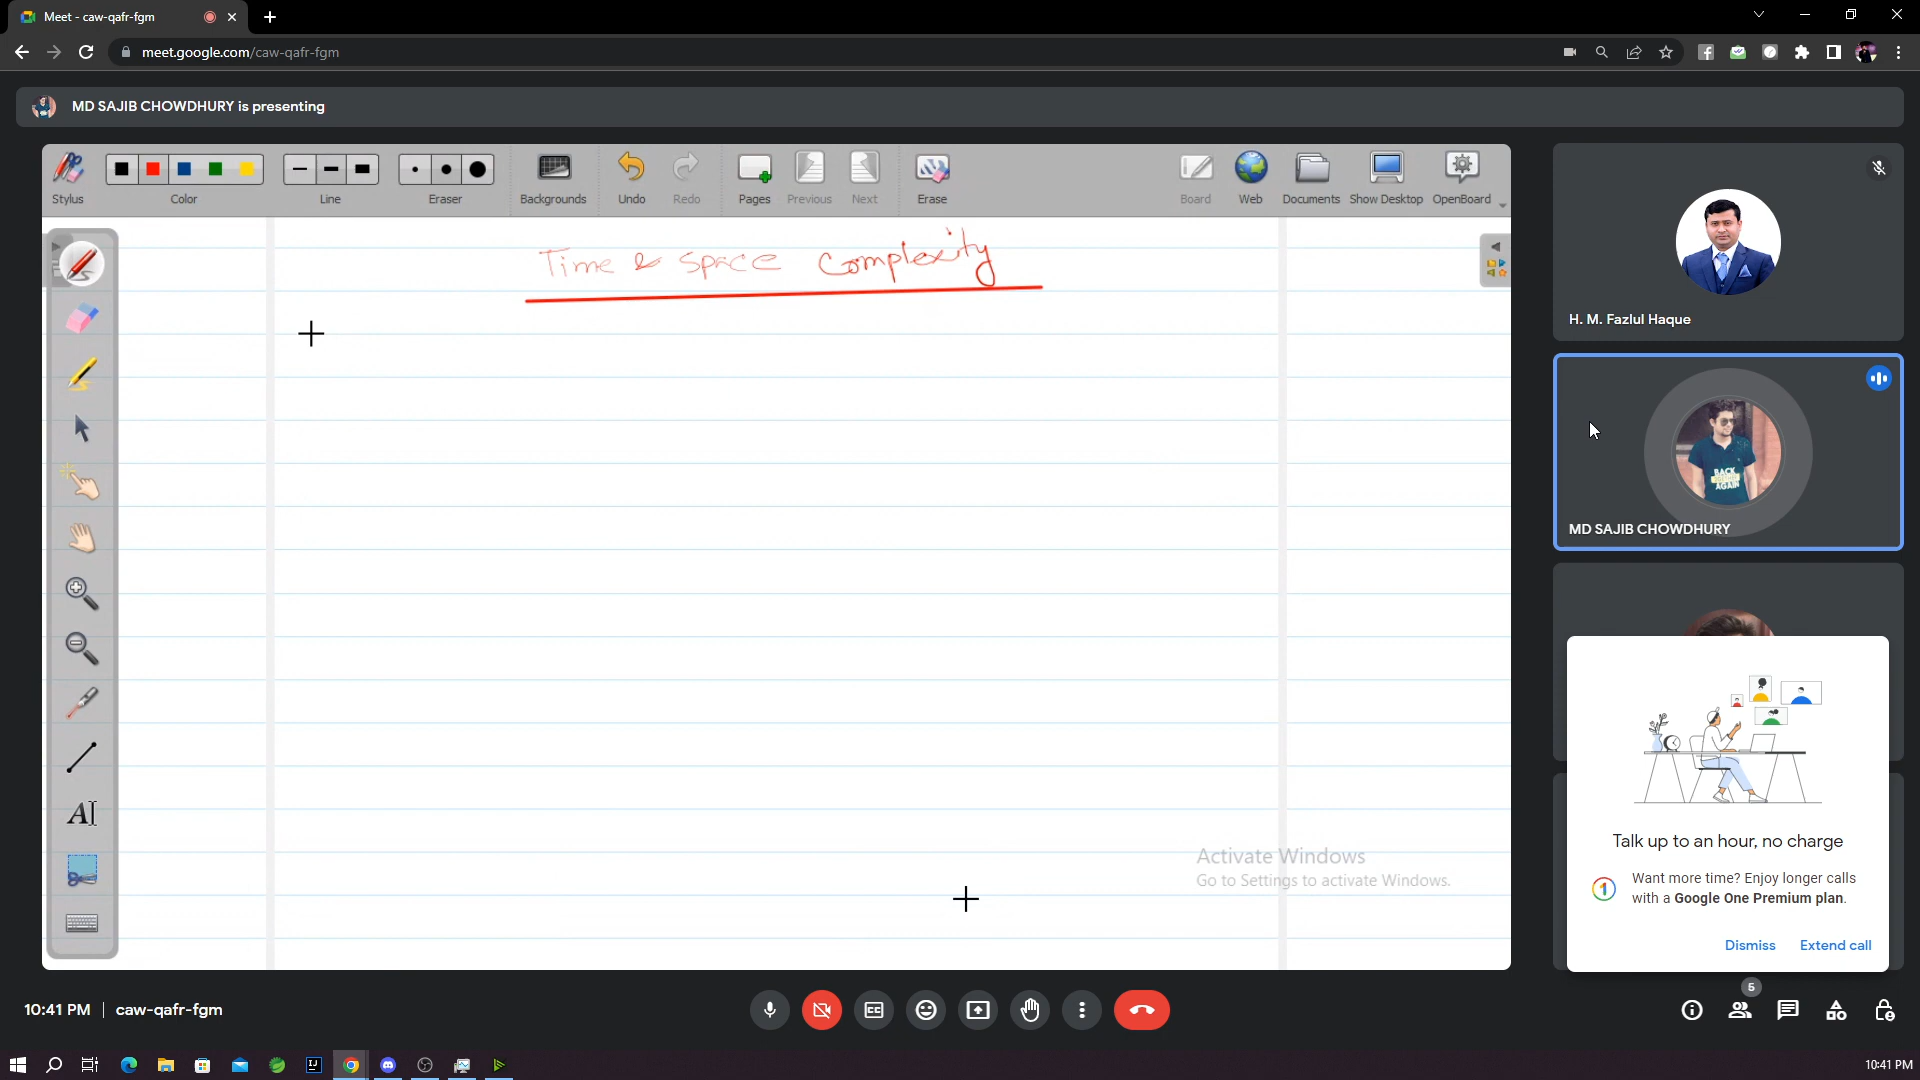 Meet - caw-qafr-fgm
meet.google.com/caw-qafr-fgm
MD SAJIB CHOWDHURY is presenting
Stylus
Color
Line
Eraser
Backgrounds
Undo
Redo
Pages
Previous
Next
Erase
Board
Web
Documents
Show Desktop
OpenBoard
Time & Space Complexity
H. M. Fazlul Haque
BACK
AGAIN
MD SAJIB CHOWDHURY
Activate Windows
Go to Settings to activate Windows.
Talk up to an hour, no charge
Want more time? Enjoy longer calls
with a Google One Premium plan.
Dismiss
Extend call
10:41 PM | caw-qafr-fgm
5
10:41 PM